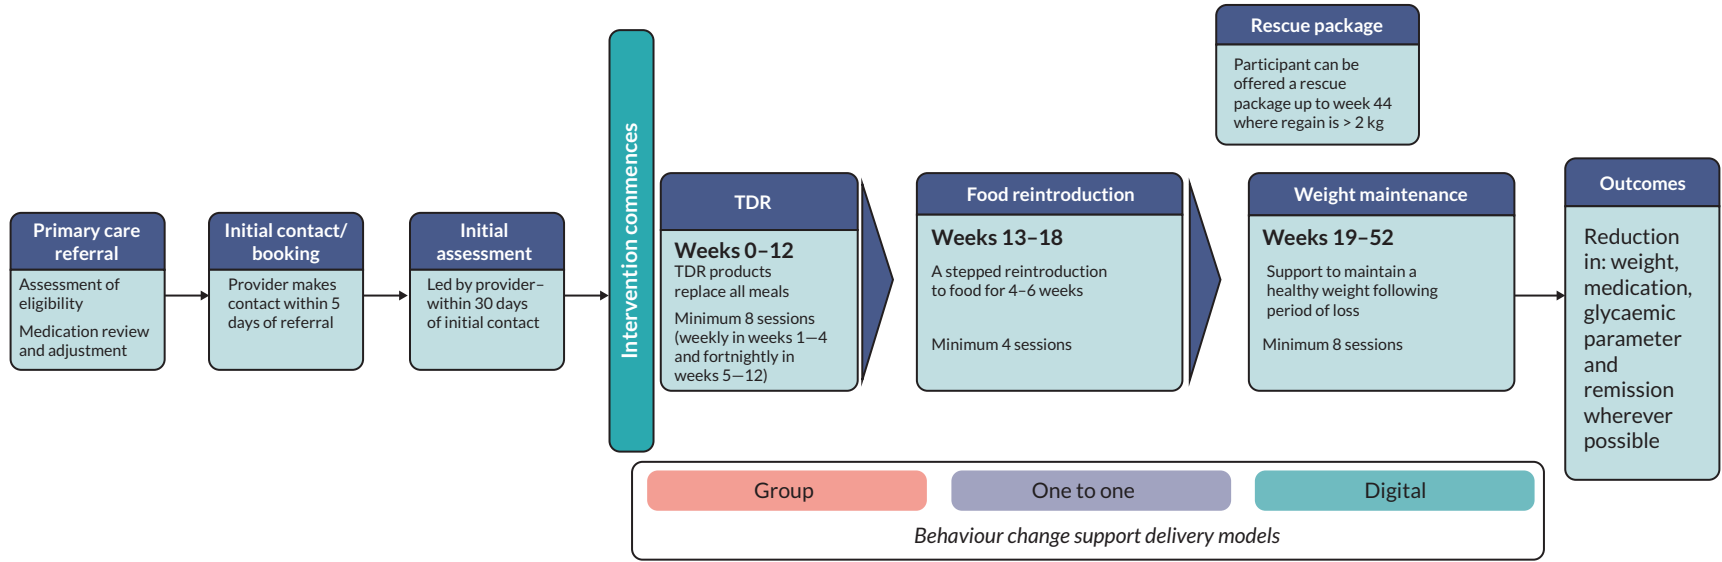 Primary care
referral
Assessment of
eligibility
Medication review
and adjustment
Initial contact/
booking
Provider makes
contact within 5
days of referral
Initial
assessment
Led by provider–
within 30 days
of initial contact
Intervention commences
TDR
Weeks 0–12
TDR products
replace all meals
Minimum 8 sessions
(weekly in weeks 1—4
and fortnightly in
weeks 5—12)
Food reintroduction
Weeks 13–18
A stepped reintroduction
to food for 4–6 weeks
Minimum 4 sessions
Rescue package
Participant can be
offered a rescue
package up to week 44
where regain is > 2 kg
Weight maintenance
Weeks 19–52
Support to maintain a
healthy weight following
period of loss
Minimum 8 sessions
Outcomes
Reduction
in: weight,
medication,
glycaemic
parameter
and
remission
wherever
possible
Group
One to one
Digital
Behaviour change support delivery models